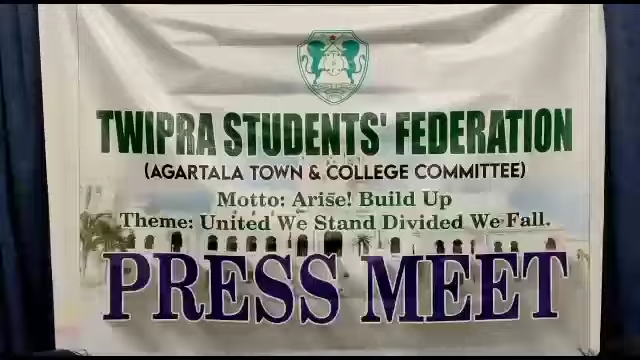 TWIPRA STUDENTS' FEDERATION
(AGARTALA TOWN & COLLEGE COMMITTEE)
Motto: Arise! Build Up
Theme: United We Stand Divided We Fall.
PRESS MEET